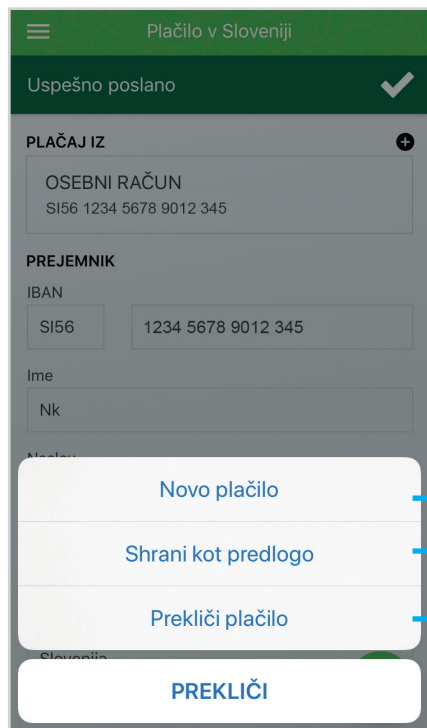 Plačilo v Sloveniji
Uspešno poslano
PLAČAJ IZ
OSEBNI RAČUN
SI56 1234 5678 9012 345
PREJEMNIK
IBAN
SI56 1234 5678 9012 345
Ime
Nk
Naslov
Novo plačilo
Shrani kot predlogo
Prekliči plačilo
Slovenija
PREKLIČI